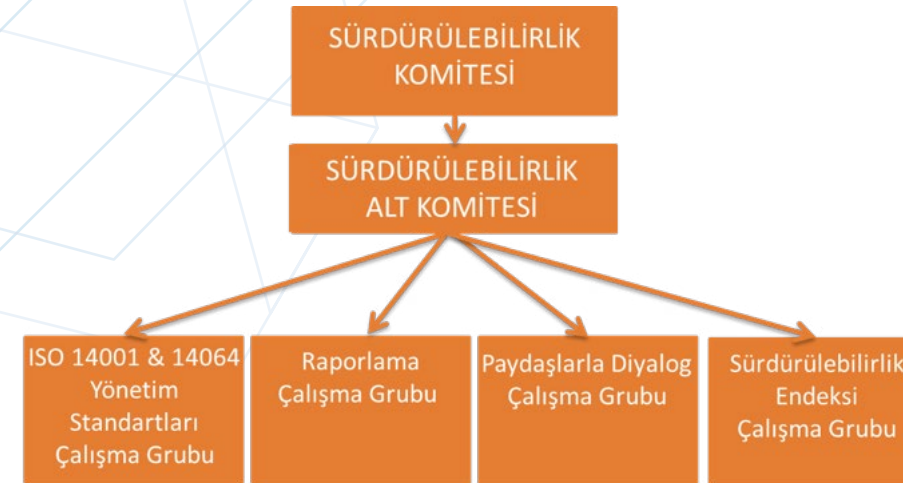 SÜRDÜRÜLEBİLİRLİK
KOMİTESİ
SÜRDÜRÜLEBİLİRLİK
ALT KOMİTESİ
ISO 14001 & 14064
Yönetim
Standartları
Çalışma Grubu
Raporlama
Çalışma Grubu
Paydaşlarla Diyalog
Çalışma Grubu
Sürdürülebilirlik
Endeksi
Çalışma Grubu